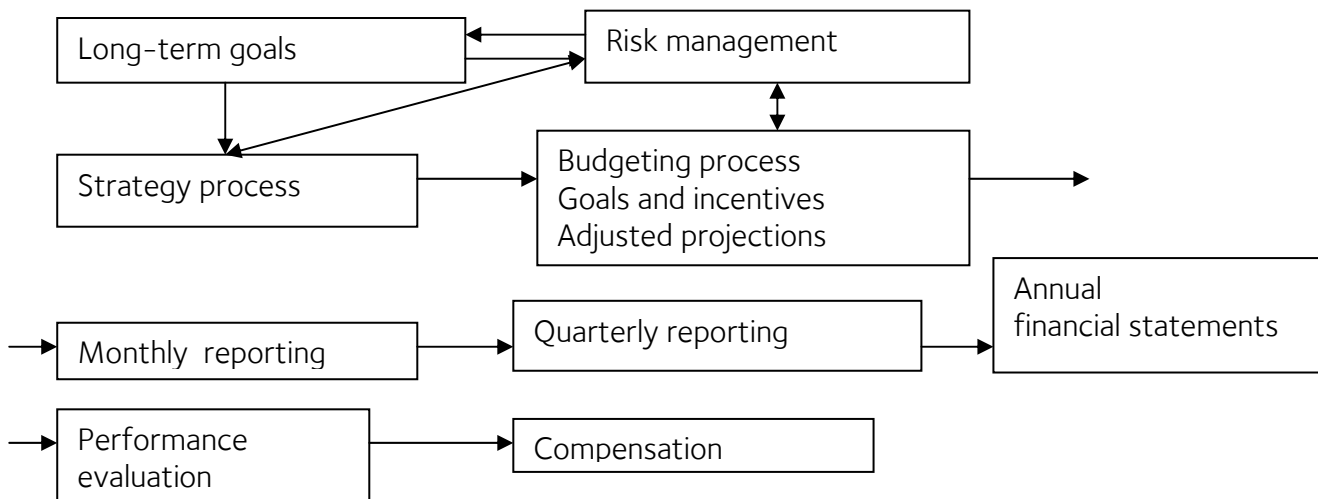 Long-term goals
Risk management
Strategy process
Budgeting process
Goals and incentives
Adjusted projections
Annual
financial statements
Monthly reporting
Quarterly reporting
Performance
evaluation
Compensation